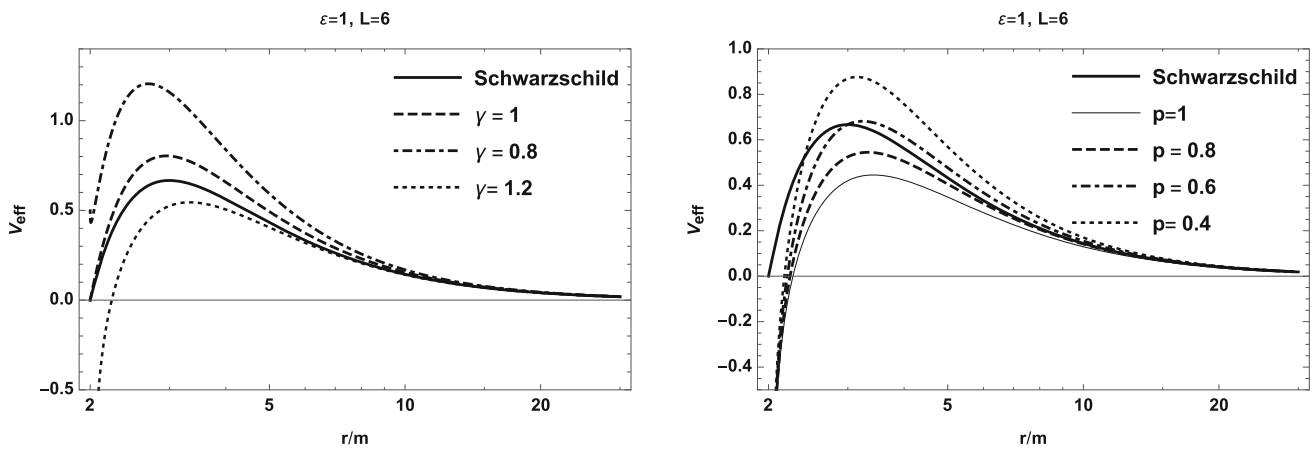 ε=1, L=6
Schwarzschild
γ = 1
γ = 0.8
γ= 1.2
1.0
0.5
0.0
−0.5
V_eff
2
5
10
20
r/m
ε=1, L=6
Schwarzschild
p=1
p = 0.8
p = 0.6
p= 0.4
1.0
0.8
0.6
0.4
0.2
0.0
−0.2
−0.4
V_eff
2
5
10
20
r/m